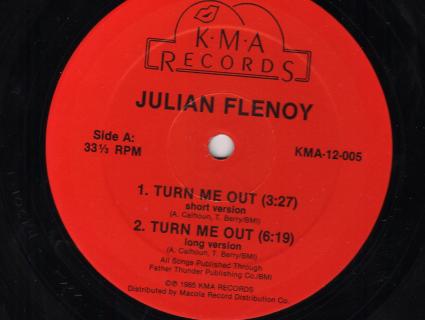 K·M·A
RECORDS
JULIAN FLENOY
Side A:
33⅓ RPM
KMA-12-005
1. TURN ME OUT (3:27)
short version
(A. Calhoun, T. Berry/BMI)
2. TURN ME OUT (6:19)
long version
(A. Calhoun, T. Berry/BMI)
All Songs Published Through
Father Thunder Publishing Co./BMI
©℗ 1985 KMA RECORDS
Distributed by Macola Record Distribution Co.